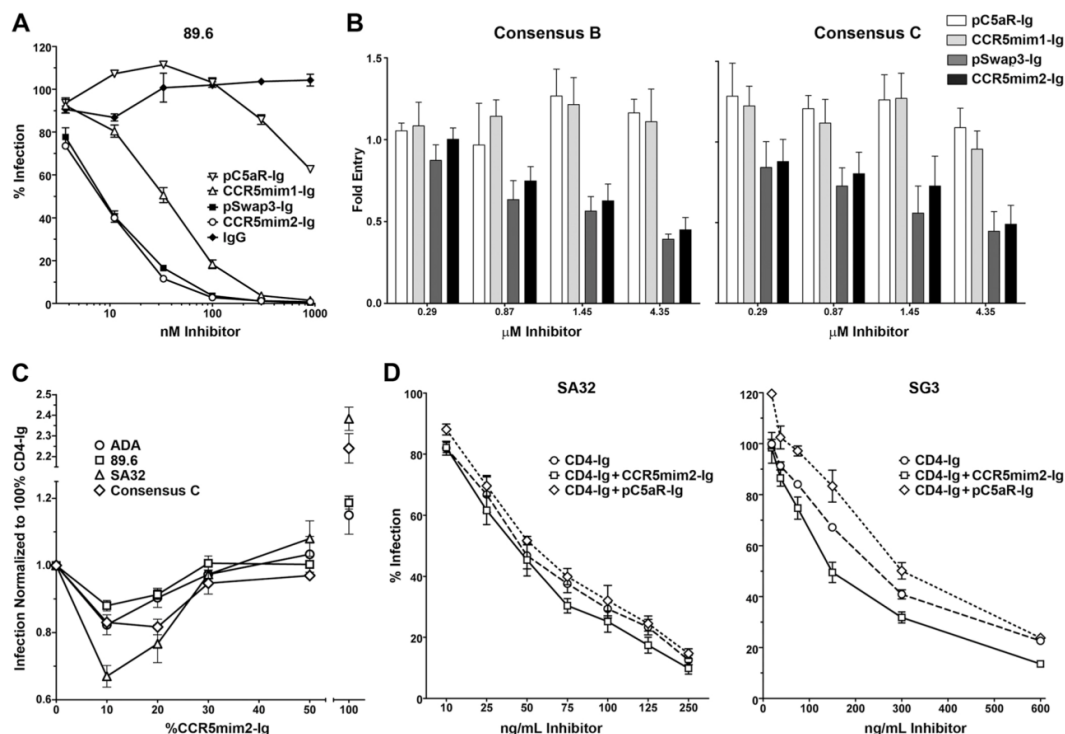 A
89.6
120
110
100
80
60
40
20
0
% Infection
pC5aR-Ig
CCR5mim1-Ig
pSwap3-Ig
CCR5mim2-Ig
IgG
10
100
1000
nM Inhibitor
B
Consensus B
Consensus C
pC5aR-Ig
CCR5mim1-Ig
pSwap3-Ig
CCR5mim2-Ig
1.5
1.0
0.5
0.0
Fold Entry
0.29
0.87
1.45
4.35
μM Inhibitor
0.29
0.87
1.45
4.35
μM Inhibitor
C
2.5
2.4
2.3
2.2
1.2
1.0
0.8
0.6
Infection Normalized to 100% CD4-Ig
ADA
89.6
SA32
Consensus C
0
10
20
30
40
50
100
%CCR5mim2-Ig
D
SA32
100
80
60
40
20
0
% Infection
CD4-Ig
CD4-Ig+CCR5mim2-Ig
CD4-Ig+pC5aR-Ig
10
25
50
75
100
125
250
ng/mL Inhibitor
SG3
120
100
80
60
40
20
0
CD4-Ig
CD4-Ig+CCR5mim2-Ig
CD4-Ig+pC5aR-Ig
0
100
200
300
400
500
600
ng/mL Inhibitor